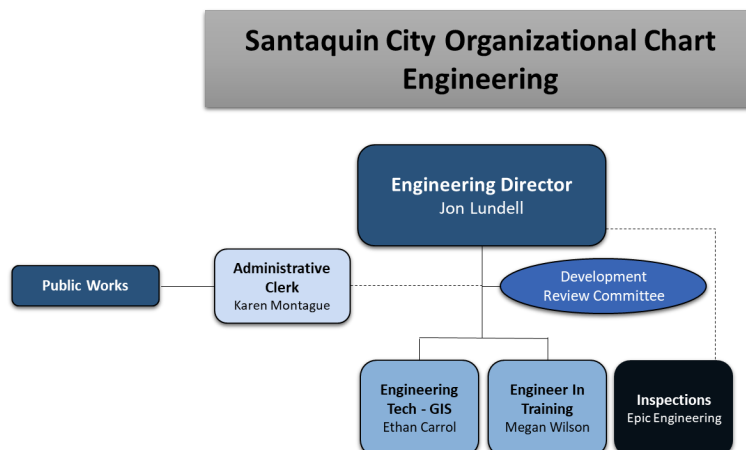 Santaquin City Organizational Chart
Engineering
Engineering Director
Jon Lundell
Public Works
Administrative
Clerk
Karen Montague
Development
Review Committee
Engineering
Tech - GIS
Ethan Carrol
Engineer In
Training
Megan Wilson
Inspections
Epic Engineering